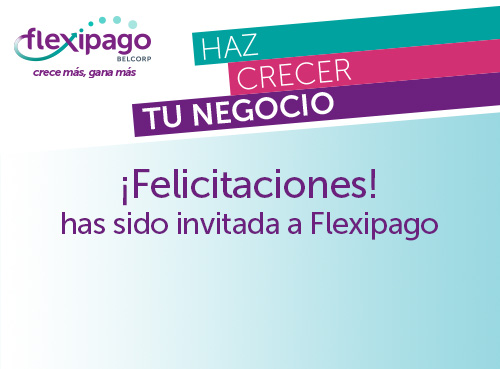 flexipago
BELCORP
crece más, gana más
HAZ
CRECER
TU NEGOCIO
¡Felicitaciones!
has sido invitada a Flexipago